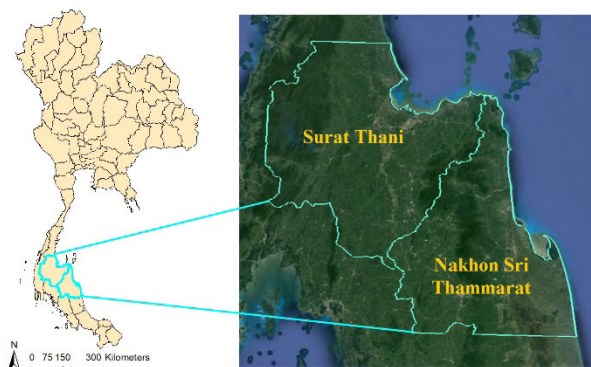 Surat Thani
Nakhon Sri
Thammarat
N
0 75 150 300 Kilometers